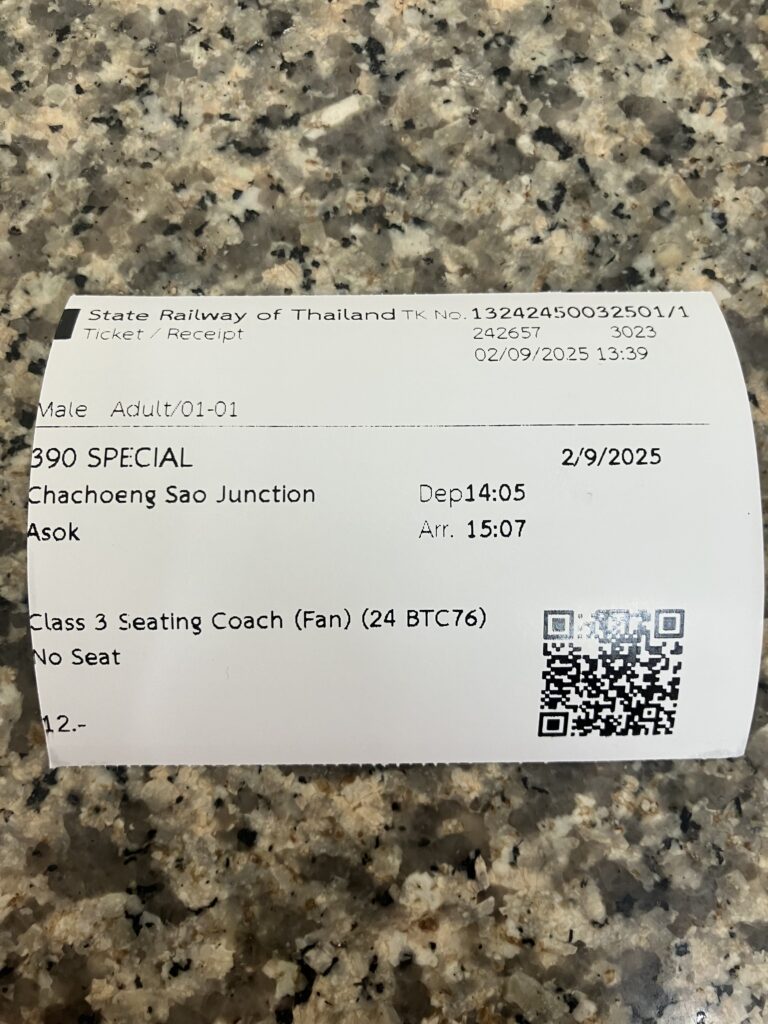 State Railway of Thailand TK No. 13242450032501/1
Ticket / Receipt 242657 3023
02/09/2025 13:39
Male Adult/01-01
390 SPECIAL 2/9/2025
Chachoeng Sao Junction Dep14:05
Asok Arr. 15:07
Class 3 Seating Coach (Fan) (24 BTC76)
No Seat
12.-